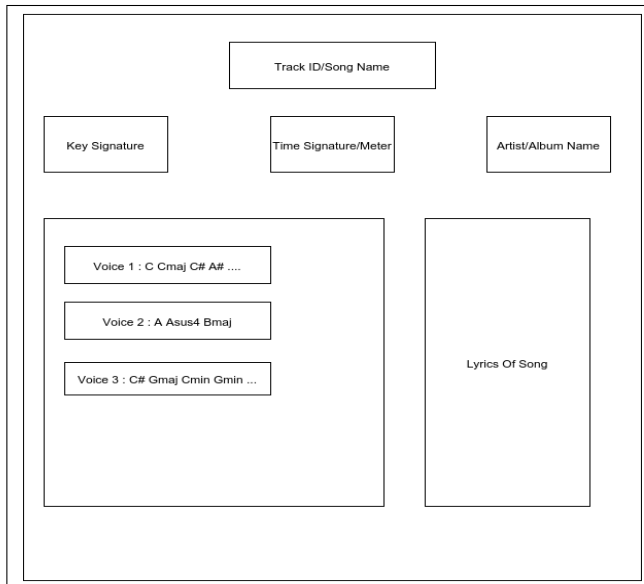 Track ID/Song Name
Key Signature
Time Signature/Meter
Artist/Album Name
Voice 1 : C Cmaj C# A# ....
Voice 2 : A Asus4 Bmaj
Voice 3 : C# Gmaj Cmin Gmin ...
Lyrics Of Song